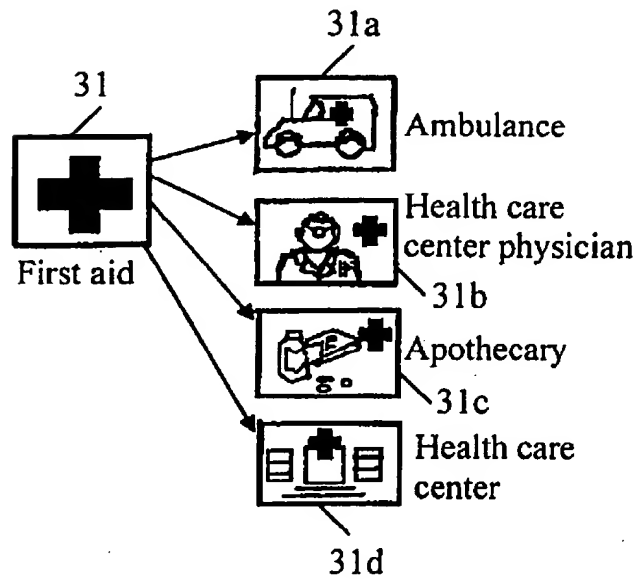 31a
31
Ambulance
Health care
center physician
First aid
31b
Apothecary
31c
Health care
center
31d